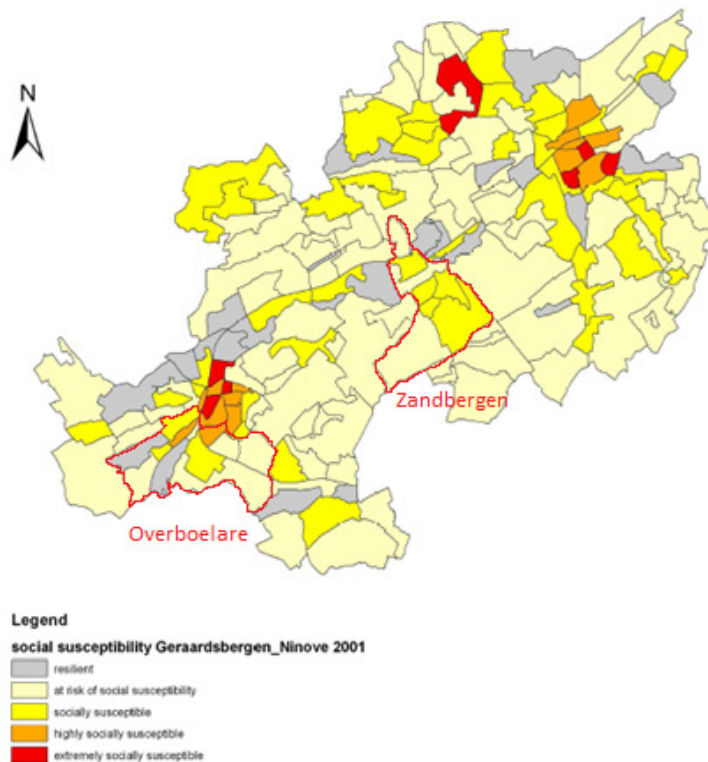 N
Zandbergen
Overboelare
Legend
social susceptibility Geraardsbergen_Ninove 2001
resilient
at risk of social susceptibility
socially susceptible
highly socially susceptible
extremely socially susceptible